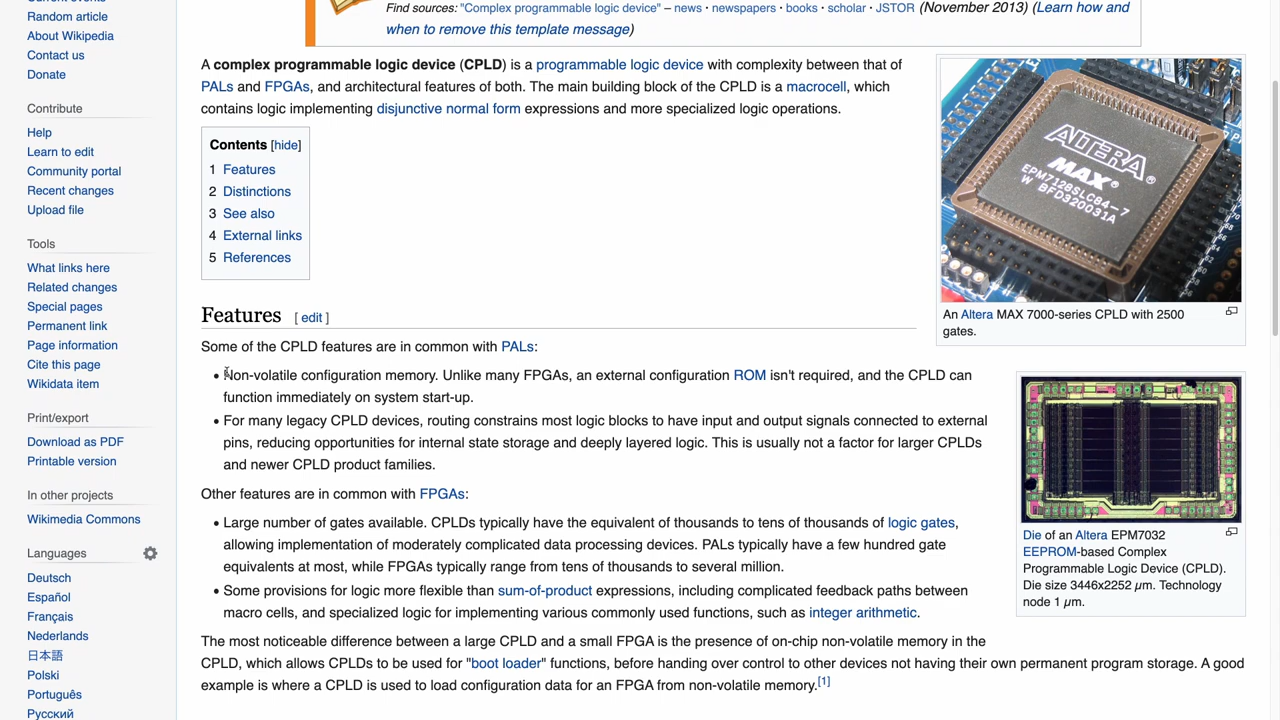 Current events
Random article
About Wikipedia
Contact us
Donate
Contribute
Help
Learn to edit
Community portal
Recent changes
Upload file
Tools
What links here
Related changes
Special pages
Permanent link
Page information
Cite this page
Wikidata item
Print/export
Download as PDF
Printable version
In other projects
Wikimedia Commons
Languages
Deutsch
Español
Français
Nederlands
日本語
Polski
Português
Русский
Find sources: "Complex programmable logic device" – news · newspapers · books · scholar · JSTOR (November 2013) (Learn how and
when to remove this template message)
A complex programmable logic device (CPLD) is a programmable logic device with complexity between that of
PALs and FPGAs, and architectural features of both. The main building block of the CPLD is a macrocell, which
contains logic implementing disjunctive normal form expressions and more specialized logic operations.
Contents [hide]
1 Features
2 Distinctions
3 See also
4 External links
5 References
ALTERA®
MAX®
EPM7128SLC84-7
W BFD320031A
An Altera MAX 7000-series CPLD with 2500
gates.
Features [ edit ]
Some of the CPLD features are in common with PALs:
• Non-volatile configuration memory. Unlike many FPGAs, an external configuration ROM isn't required, and the CPLD can
function immediately on system start-up.
• For many legacy CPLD devices, routing constrains most logic blocks to have input and output signals connected to external
pins, reducing opportunities for internal state storage and deeply layered logic. This is usually not a factor for larger CPLDs
and newer CPLD product families.
Other features are in common with FPGAs:
• Large number of gates available. CPLDs typically have the equivalent of thousands to tens of thousands of logic gates,
allowing implementation of moderately complicated data processing devices. PALs typically have a few hundred gate
equivalents at most, while FPGAs typically range from tens of thousands to several million.
• Some provisions for logic more flexible than sum-of-product expressions, including complicated feedback paths between
macro cells, and specialized logic for implementing various commonly used functions, such as integer arithmetic.
Die of an Altera EPM7032
EEPROM-based Complex
Programmable Logic Device (CPLD).
Die size 3446x2252 µm. Technology
node 1 µm.
The most noticeable difference between a large CPLD and a small FPGA is the presence of on-chip non-volatile memory in the
CPLD, which allows CPLDs to be used for "boot loader" functions, before handing over control to other devices not having their own permanent program storage. A good
example is where a CPLD is used to load configuration data for an FPGA from non-volatile memory.[1]